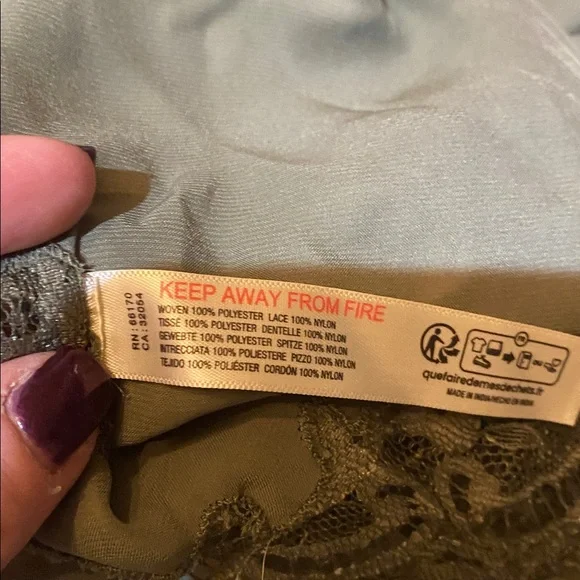 RN: 66170
CA: 32054
KEEP AWAY FROM FIRE
WOVEN 100% POLYESTER LACE 100% NYLON
TISSÉ 100% POLYESTER DENTELLE 100% NYLON
GEWEBTE 100% POLYESTER SPITZE 100% NYLON
INTRECCIATA 100% POLIESTERE PIZZO 100% NYLON
TEJIDO 100% POLIÉSTER CORDÓN 100% NYLON
FR
OU
quefairedemesdechets.fr
MADE IN INDIA/HECHO EN INDIA